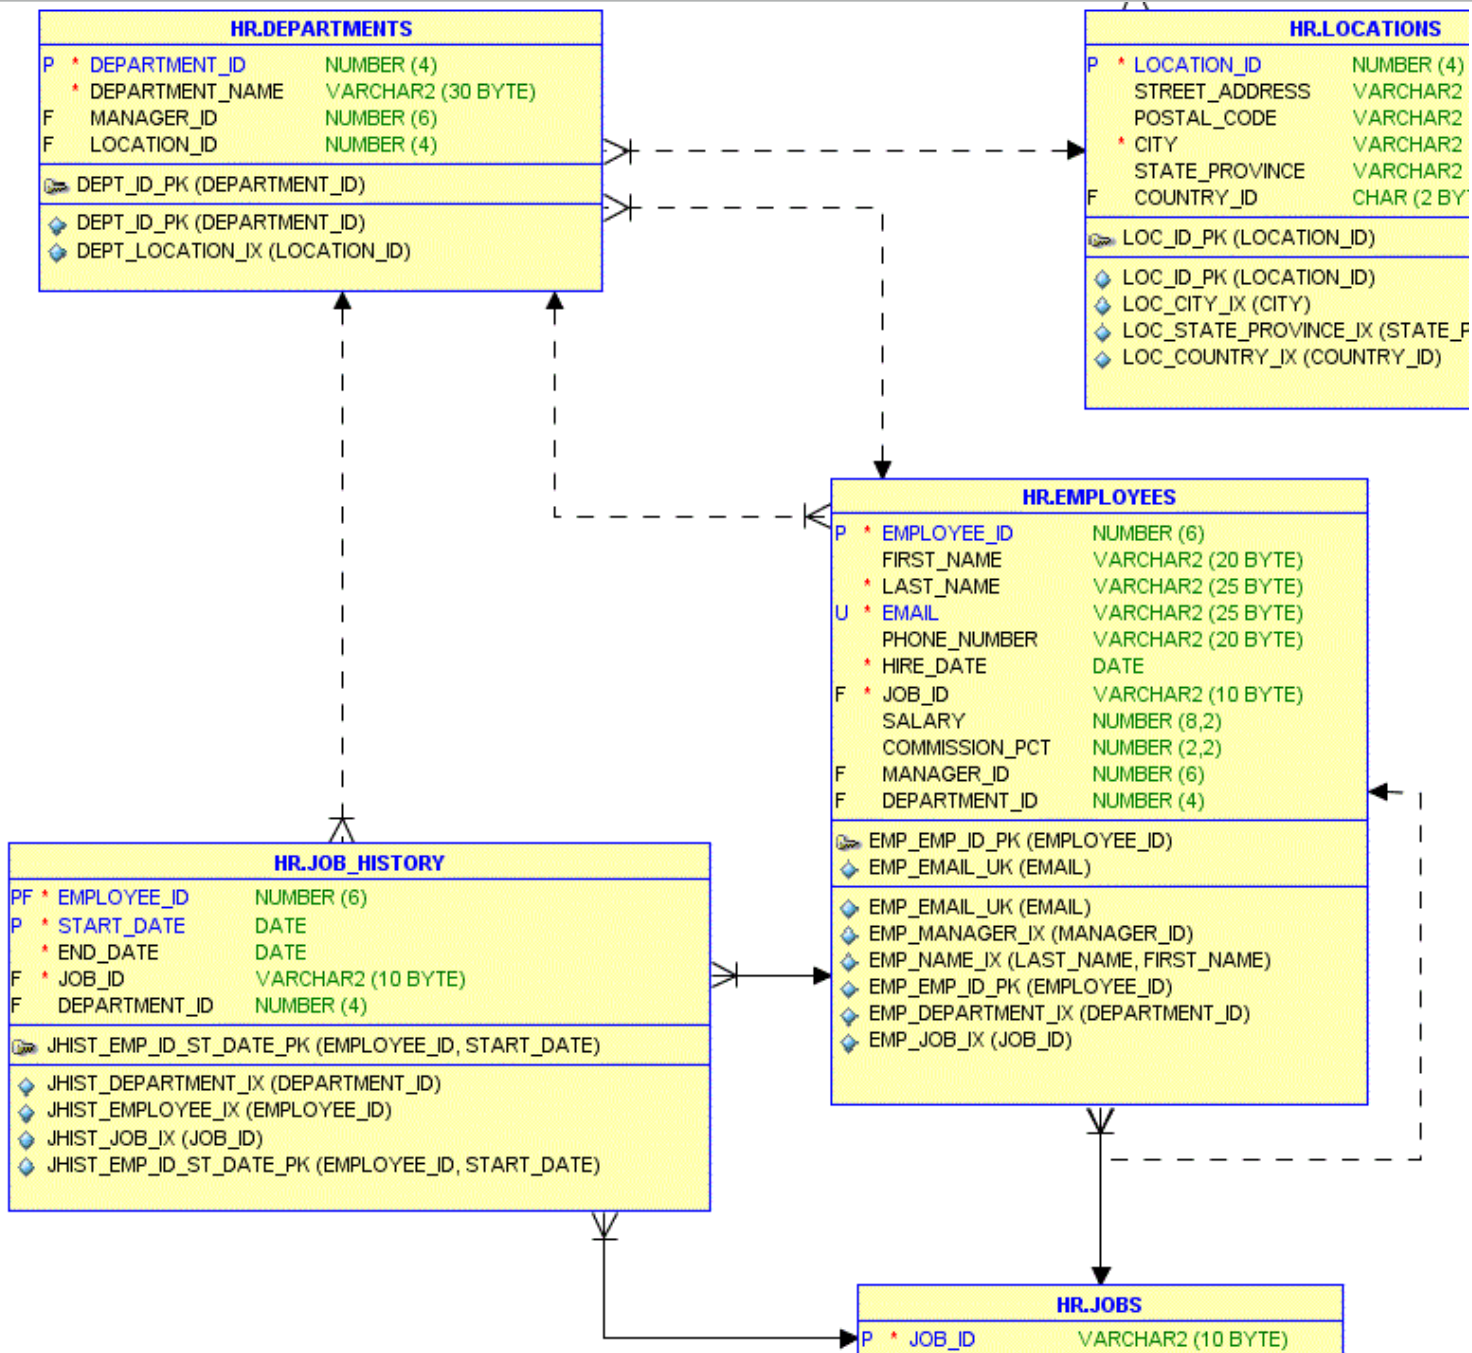 HR.DEPARTMENTS
P * DEPARTMENT_ID NUMBER (4)
* DEPARTMENT_NAME VARCHAR2 (30 BYTE)
F MANAGER_ID NUMBER (6)
F LOCATION_ID NUMBER (4)
DEPT_ID_PK (DEPARTMENT_ID)
DEPT_ID_PK (DEPARTMENT_ID)
DEPT_LOCATION_IX (LOCATION_ID)
HR.LOCATIONS
P * LOCATION_ID NUMBER (4)
STREET_ADDRESS VARCHAR2
POSTAL_CODE VARCHAR2
* CITY VARCHAR2
STATE_PROVINCE VARCHAR2
F COUNTRY_ID CHAR (2 BY
LOC_ID_PK (LOCATION_ID)
LOC_ID_PK (LOCATION_ID)
LOC_CITY_IX (CITY)
LOC_STATE_PROVINCE_IX (STATE_P
LOC_COUNTRY_IX (COUNTRY_ID)
HR.EMPLOYEES
P * EMPLOYEE_ID NUMBER (6)
FIRST_NAME VARCHAR2 (20 BYTE)
* LAST_NAME VARCHAR2 (25 BYTE)
U * EMAIL VARCHAR2 (25 BYTE)
PHONE_NUMBER VARCHAR2 (20 BYTE)
* HIRE_DATE DATE
F * JOB_ID VARCHAR2 (10 BYTE)
SALARY NUMBER (8,2)
COMMISSION_PCT NUMBER (2,2)
F MANAGER_ID NUMBER (6)
F DEPARTMENT_ID NUMBER (4)
EMP_EMP_ID_PK (EMPLOYEE_ID)
EMP_EMAIL_UK (EMAIL)
EMP_EMAIL_UK (EMAIL)
EMP_MANAGER_IX (MANAGER_ID)
EMP_NAME_IX (LAST_NAME, FIRST_NAME)
EMP_EMP_ID_PK (EMPLOYEE_ID)
EMP_DEPARTMENT_IX (DEPARTMENT_ID)
EMP_JOB_IX (JOB_ID)
HR.JOB_HISTORY
PF * EMPLOYEE_ID NUMBER (6)
P * START_DATE DATE
* END_DATE DATE
F * JOB_ID VARCHAR2 (10 BYTE)
F DEPARTMENT_ID NUMBER (4)
JHIST_EMP_ID_ST_DATE_PK (EMPLOYEE_ID, START_DATE)
JHIST_DEPARTMENT_IX (DEPARTMENT_ID)
JHIST_EMPLOYEE_IX (EMPLOYEE_ID)
JHIST_JOB_IX (JOB_ID)
JHIST_EMP_ID_ST_DATE_PK (EMPLOYEE_ID, START_DATE)
HR.JOBS
P * JOB_ID VARCHAR2 (10 BYTE)